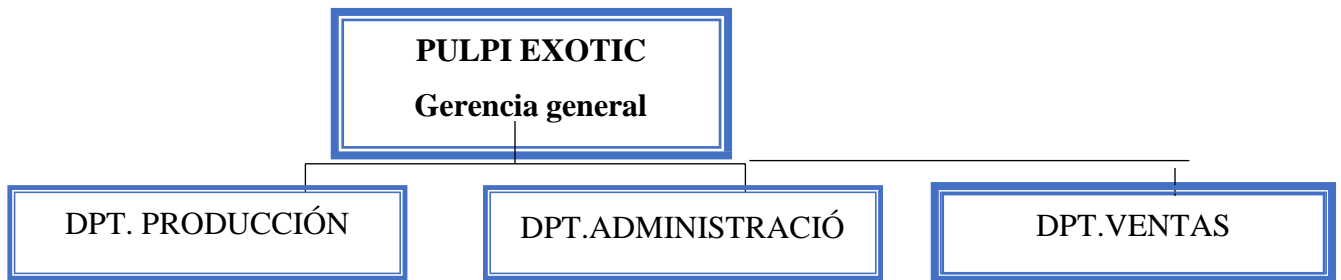 PULPI EXOTIC
Gerencia general
DPT. PRODUCCIÓN
DPT.ADMINISTRACIÓ
DPT.VENTAS